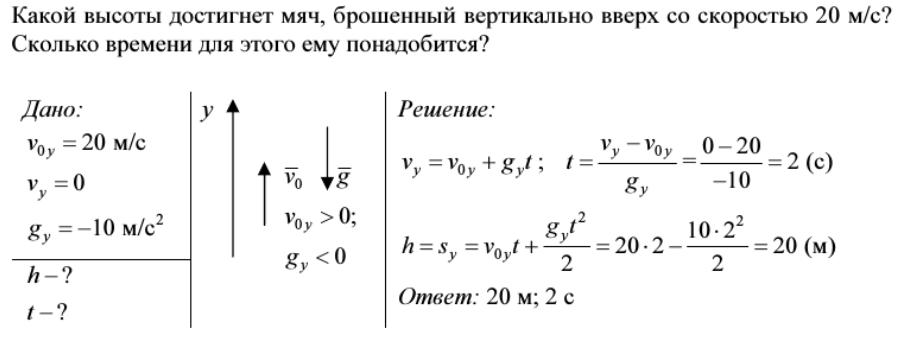 Какой высоты достигнет мяч, брошенный вертикально вверх со скоростью 20 м/с?
Сколько времени для этого ему понадобится?
Дано:
v₀y = 20 м/с
vy = 0
gy = −10 м/с²
h − ?
t − ?
y
v̅₀ g̅
v₀y > 0;
gy < 0
Решение:
vy = v₀y + gyt ; t = (vy − v₀y)/gy = (0 − 20)/(−10) = 2 (с)
h = sy = v₀yt + gyt²/2 = 20·2 − (10·2²)/2 = 20 (м)
Ответ: 20 м; 2 с